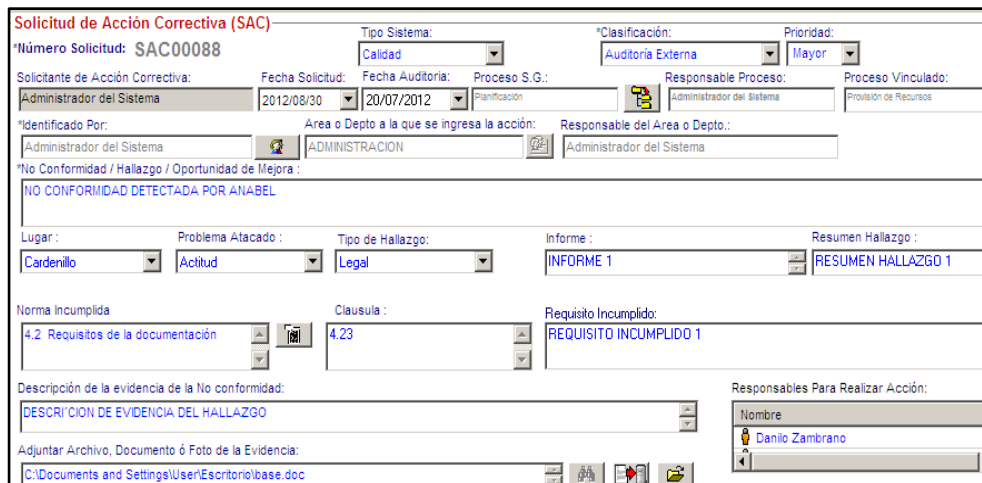 Solicitud de Acción Correctiva (SAC)
Tipo Sistema: *Clasificación: Prioridad:
*Número Solicitud: SAC00088
Calidad Auditoría Externa Mayor
Solicitante de Acción Correctiva: Fecha Solicitud: Fecha Auditoria: Proceso S.G.: Responsable Proceso: Proceso Vinculado:
Administrador del Sistema 2012/08/30 20/07/2012 Planificación Administrador del Sistema Provisión de Recursos
*Identificado Por: Area o Depto a la que se ingresa la acción: Responsable del Area o Depto.:
Administrador del Sistema ADMINISTRACION Administrador del Sistema
*No Conformidad / Hallazgo / Oportunidad de Mejora :
NO CONFORMIDAD DETECTADA POR ANABEL
Lugar : Problema Atacado : Tipo de Hallazgo: Informe : Resumen Hallazgo :
Cardenillo Actitud Legal INFORME 1 RESUMEN HALLAZGO 1
Norma Incumplida Clausula : Requisito Incumplido:
4.2 Requisitos de la documentación 4.23 REQUISITO INCUMPLIDO 1
Descripción de la evidencia de la No conformidad: Responsables Para Realizar Acción:
DESCRI´CION DE EVIDENCIA DEL HALLAZGO Nombre
Danilo Zambrano
Adjuntar Archivo, Documento ó Foto de la Evidencia:
C:\Documents and Settings\User\Escritorio\base.doc